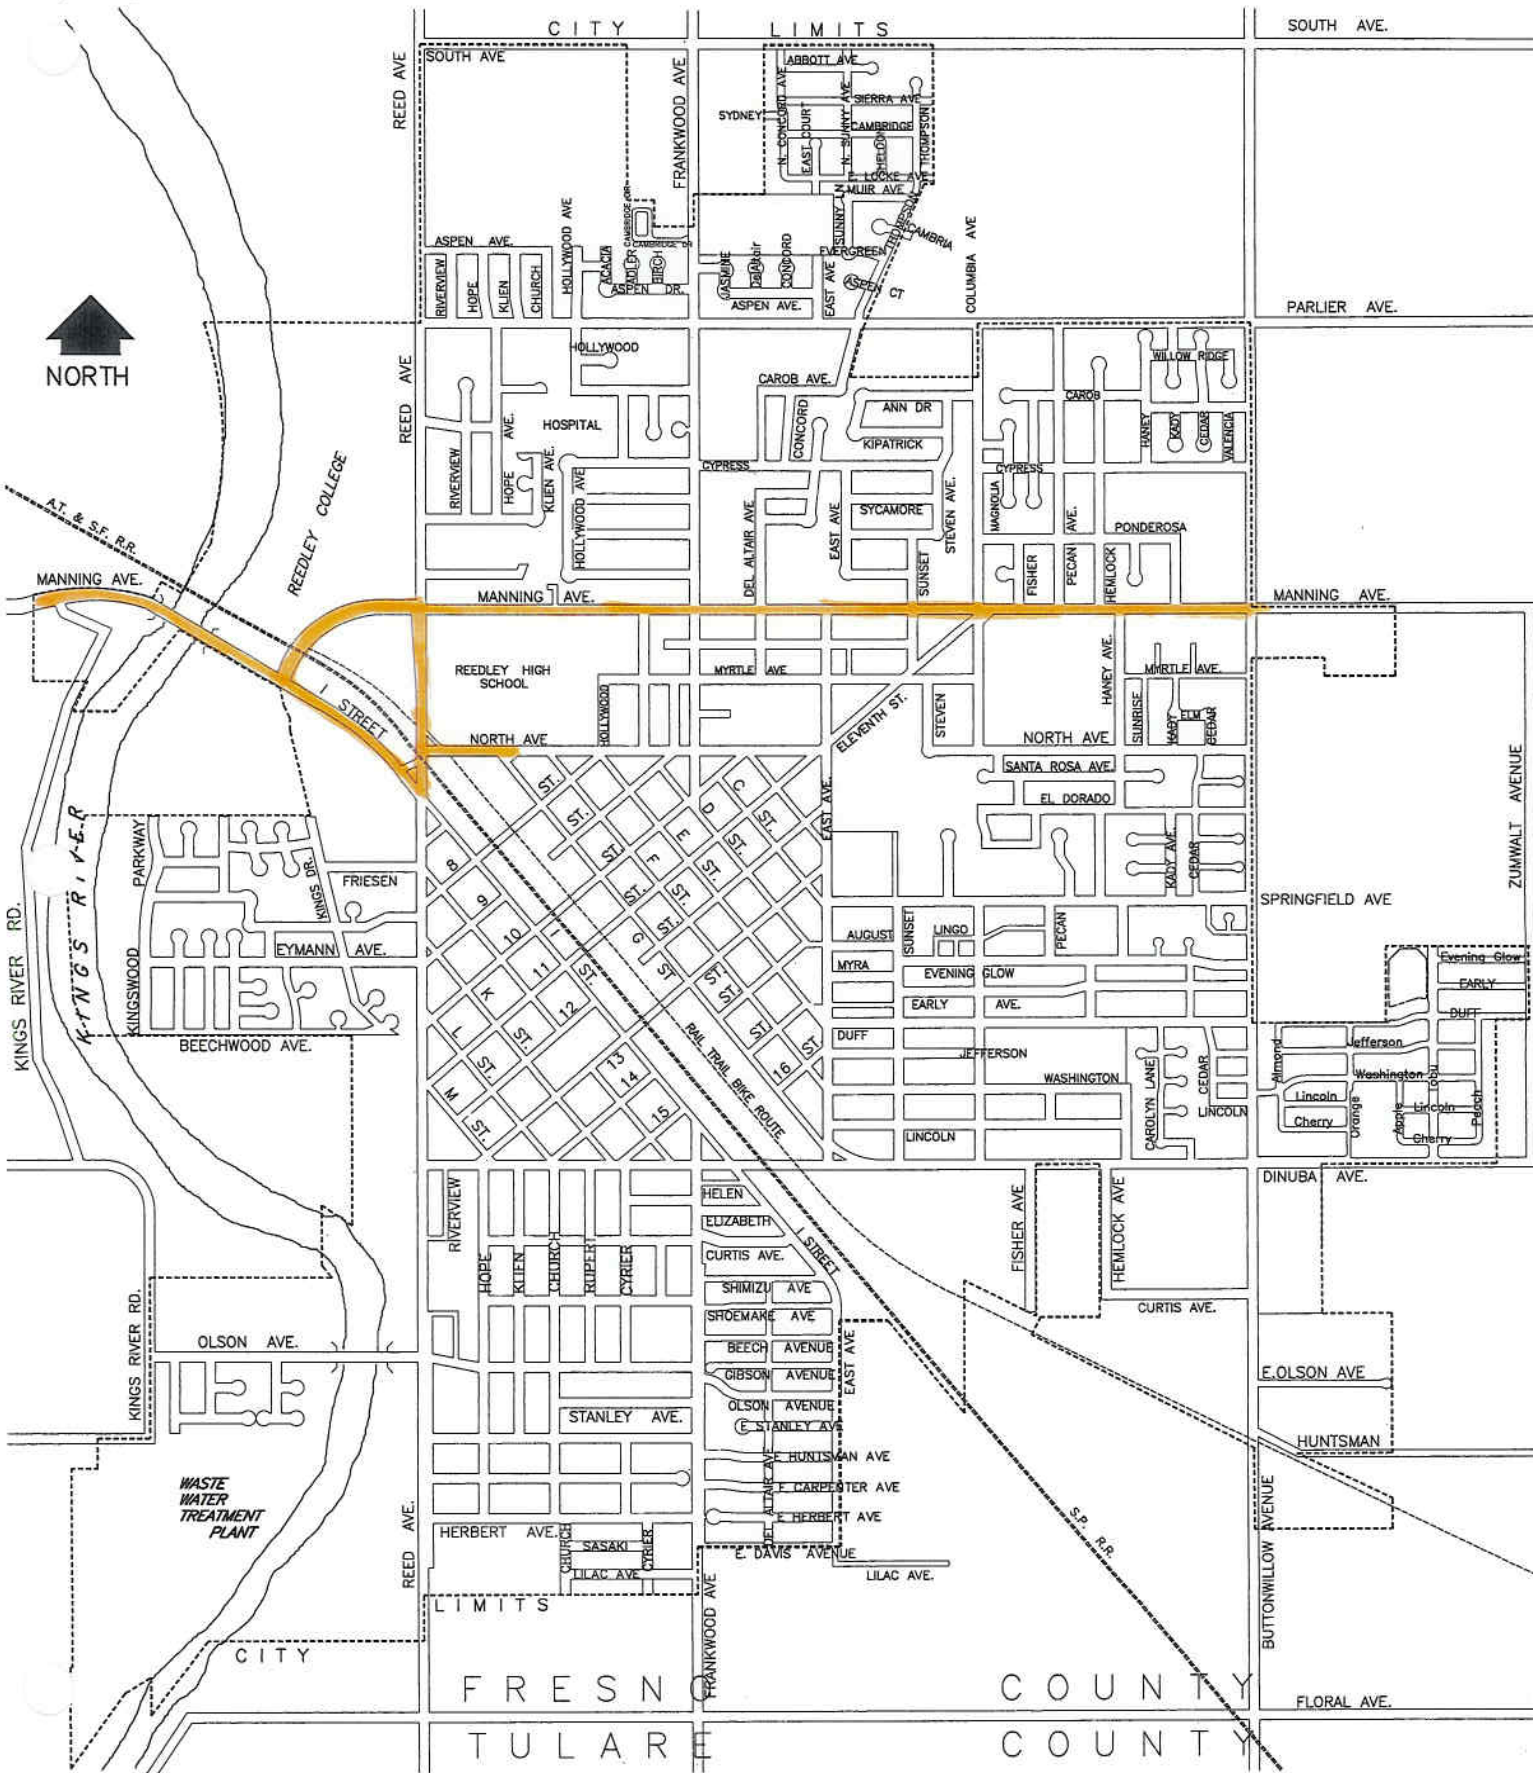 CITY LIMITS
SOUTH AVE.
SOUTH AVE
REED AVE
FRANKWOOD AVE
ABBOTT AVE
SIERRA AVE
SYDNEY
N. CONCORD AVE
EAST COURT
N. SUNNY AVE
CAMBRIDGE
SHELDON
THOMPSON
E. LOCKE AVE
MUIR AVE
SUNNY LN
THOMPSON
CAMBRIA
COLUMBIA AVE
HOLLYWOOD AVE
CAMBRIDGE DR
CAMBRIDGE DR
ASPEN AVE.
RIVERVIEW
HOPE
KLIEN
CHURCH
ACACIA
ADLER
BIRCH
ASPEN DR.
JASMINE
DelAltair
CONCORD
EVERGREEN
ASPEN AVE.
EAST AVE
ASPEN CT
PARLIER AVE.
NORTH
REED AVE
HOLLYWOOD
CAROB AVE.
WILLOW RIDGE
CAROB
ANN DR
KIPATRICK
CONCORD
HOSPITAL
AVE.
HOPE
RIVERVIEW
KLIEN AVE.
HOLLYWOOD AVE
CYPRESS
CYPRESS
HANEY
KADY
CEDAR
VALENCIA
SYCAMORE
STEVEN AVE.
MAGNOLIA
AVE.
PECAN
PONDEROSA
DEL ALTAIR AVE
EAST AVE
SUNSET
FISHER
HEMLOCK
REEDLEY COLLEGE
A.T. & S.F. R.R.
MANNING AVE.
MANNING AVE.
MANNING AVE.
REEDLEY HIGH
SCHOOL
MYRTLE AVE
MYRTLE AVE.
HANEY AVE.
HOLLYWOOD
ELEVENTH ST.
STEVEN
SUNRISE
KADY
ELM
CEDAR
I STREET
NORTH AVE
NORTH AVE
SANTA ROSA AVE.
EL DORADO
EAST AVE.
KADY AVE.
CEDAR
ZUMWALT AVENUE
KINGS RIVER
KINGS RIVER RD.
PARKWAY
KINGSWOOD
KINGS DR.
FRIESEN
EYMANN AVE.
BEECHWOOD AVE.
C ST.
D ST.
E ST.
F ST.
G ST
ST.
ST.
ST.
ST.
ST.
ST.
ST.
ST
ST.
8
9
10
11
12
13
14
15
16
I ST.
K ST.
L ST.
M ST.
RAIL TRAIL BIKE ROUTE
SPRINGFIELD AVE
AUGUST
SUNSET
LINGO
PECAN
MYRA
EVENING GLOW
EARLY AVE.
DUFF
JEFFERSON
WASHINGTON
CAROLYN LANE
CEDAR
LINCOLN
LINCOLN
Evening Glow
EARLY
DUFF
Almond
Jefferson
Washington
Tobu
Lincoln
Cherry
Orange
Apple
Lincoln
Cherry
Peach
DINUBA AVE.
RIVERVIEW
HELEN
ELIZABETH
CURTIS AVE.
I STREET
HOPE
KLIEN
CHURCH
RUPERT
CYRIER
SHIMIZU AVE
SHOEMAKE AVE
BEECH AVENUE
GIBSON AVENUE
OLSON AVENUE
E STANLEY AVE
E HUNTSMAN AVE
E CARPENTER AVE
E HERBERT AVE
DEL ALTAIR AVE
E. DAVIS AVENUE
EAST AVE
FISHER AVE
HEMLOCK AVE
CURTIS AVE.
KINGS RIVER RD.
OLSON AVE.
STANLEY AVE.
E.OLSON AVE
HUNTSMAN
WASTE
WATER
TREATMENT
PLANT
REED AVE.
HERBERT AVE.
CHURCH
SASAKI
CYRIER
LILAC AVE
LILAC AVE.
S.P. R.R.
BUTTONWILLOW AVENUE
CITY LIMITS
FRANKWOOD AVE
FRESNO COUNTY
FLORAL AVE.
TULARE COUNTY